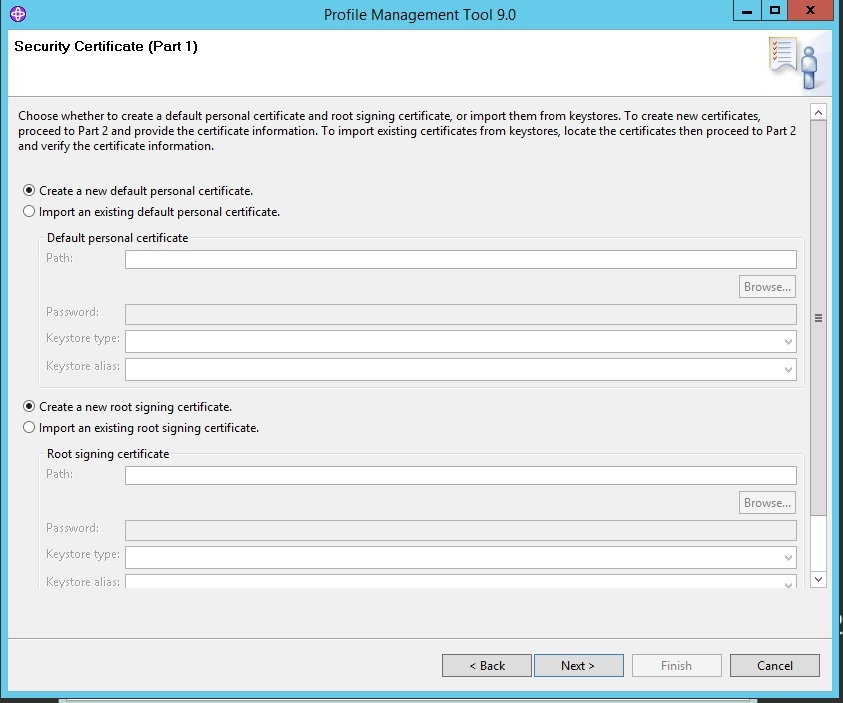 Profile Management Tool 9.0
Security Certificate (Part 1)
Choose whether to create a default personal certificate and root signing certificate, or import them from keystores. To create new certificates,
proceed to Part 2 and provide the certificate information. To import existing certificates from keystores, locate the certificates then proceed to Part 2
and verify the certificate information.
Create a new default personal certificate.
Import an existing default personal certificate.
Default personal certificate
Path:
Browse...
Password:
Keystore type:
Keystore alias:
Create a new root signing certificate.
Import an existing root signing certificate.
Root signing certificate
Path:
Browse...
Password:
Keystore type:
Keystore alias:
< Back Next > Finish Cancel